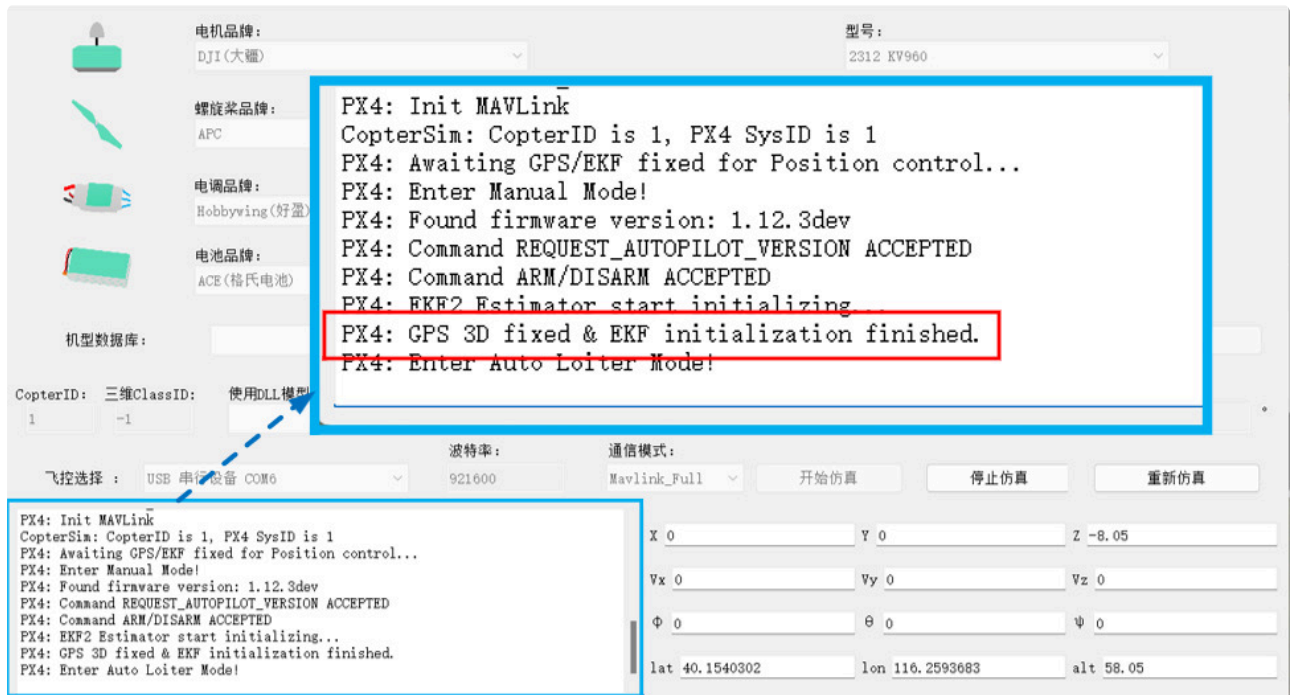 电机品牌:
型号:
DJI(大疆)
2312 KV960
螺旋桨品牌:
APC
电调品牌:
Hobbywing(好盈)
电池品牌:
ACE(格氏电池)
PX4: Init MAVLink
CopterSim: CopterID is 1, PX4 SysID is 1
PX4: Awaiting GPS/EKF fixed for Position control...
PX4: Enter Manual Mode!
PX4: Found firmware version: 1.12.3dev
PX4: Command REQUEST_AUTOPILOT_VERSION ACCEPTED
PX4: Command ARM/DISARM ACCEPTED
PX4: EKF2 Estimator start initializing...
PX4: GPS 3D fixed & EKF initialization finished.
PX4: Enter Auto Loiter Mode!
机型数据库:
CopterID: 三维ClassID: 使用DLL模型
1 -1 °
波特率: 通信模式:
飞控选择 : USB 串行设备 COM6 921600 Mavlink_Full 开始仿真 停止仿真 重新仿真
PX4: Init MAVLink
CopterSim: CopterID is 1, PX4 SysID is 1
PX4: Awaiting GPS/EKF fixed for Position control...
PX4: Enter Manual Mode!
PX4: Found firmware version: 1.12.3dev
PX4: Command REQUEST_AUTOPILOT_VERSION ACCEPTED
PX4: Command ARM/DISARM ACCEPTED
PX4: EKF2 Estimator start initializing...
PX4: GPS 3D fixed & EKF initialization finished.
PX4: Enter Auto Loiter Mode!
X 0 Y 0 Z -8.05
Vx 0 Vy 0 Vz 0
Φ 0 θ 0 ψ 0
lat 40.1540302 lon 116.2593683 alt 58.05